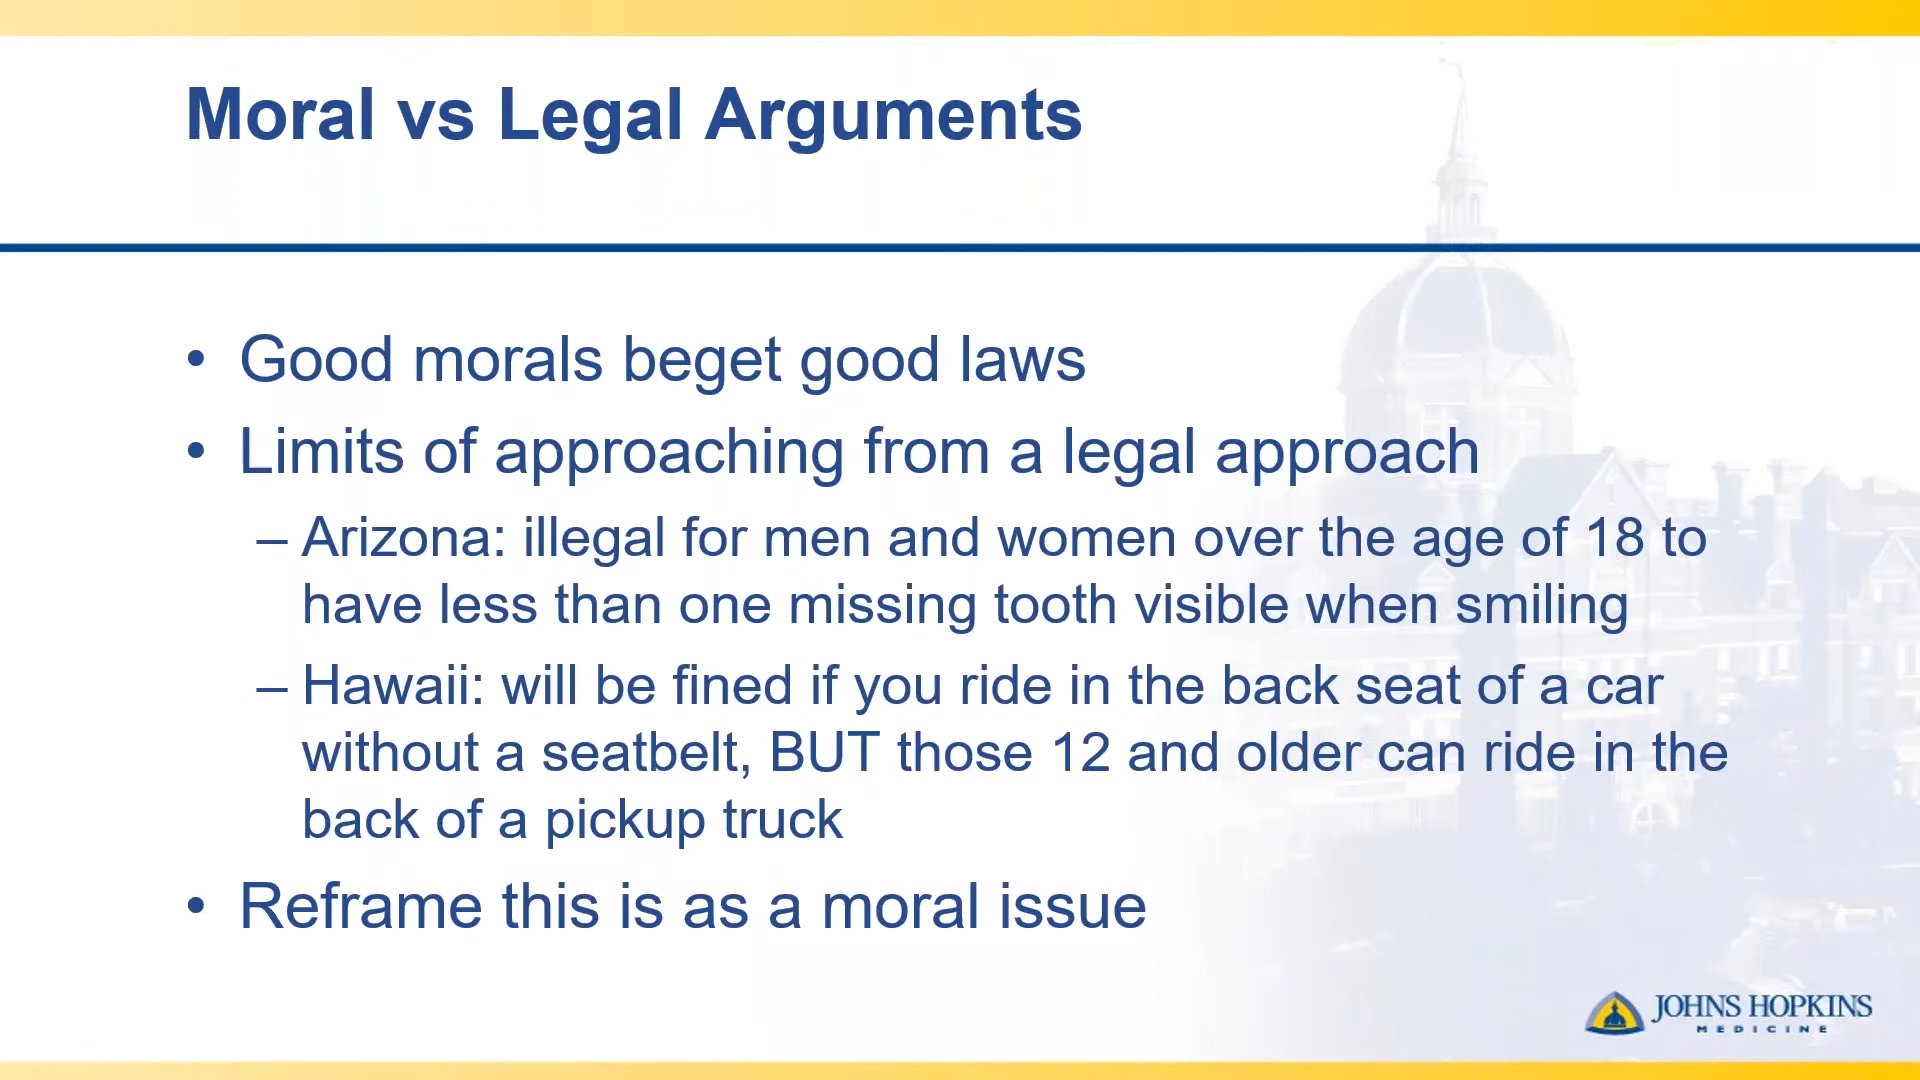 Moral vs Legal Arguments
• Good morals beget good laws
• Limits of approaching from a legal approach
– Arizona: illegal for men and women over the age of 18 to
have less than one missing tooth visible when smiling
– Hawaii: will be fined if you ride in the back seat of a car
without a seatbelt, BUT those 12 and older can ride in the
back of a pickup truck
• Reframe this is as a moral issue
JOHNS HOPKINS
MEDICINE